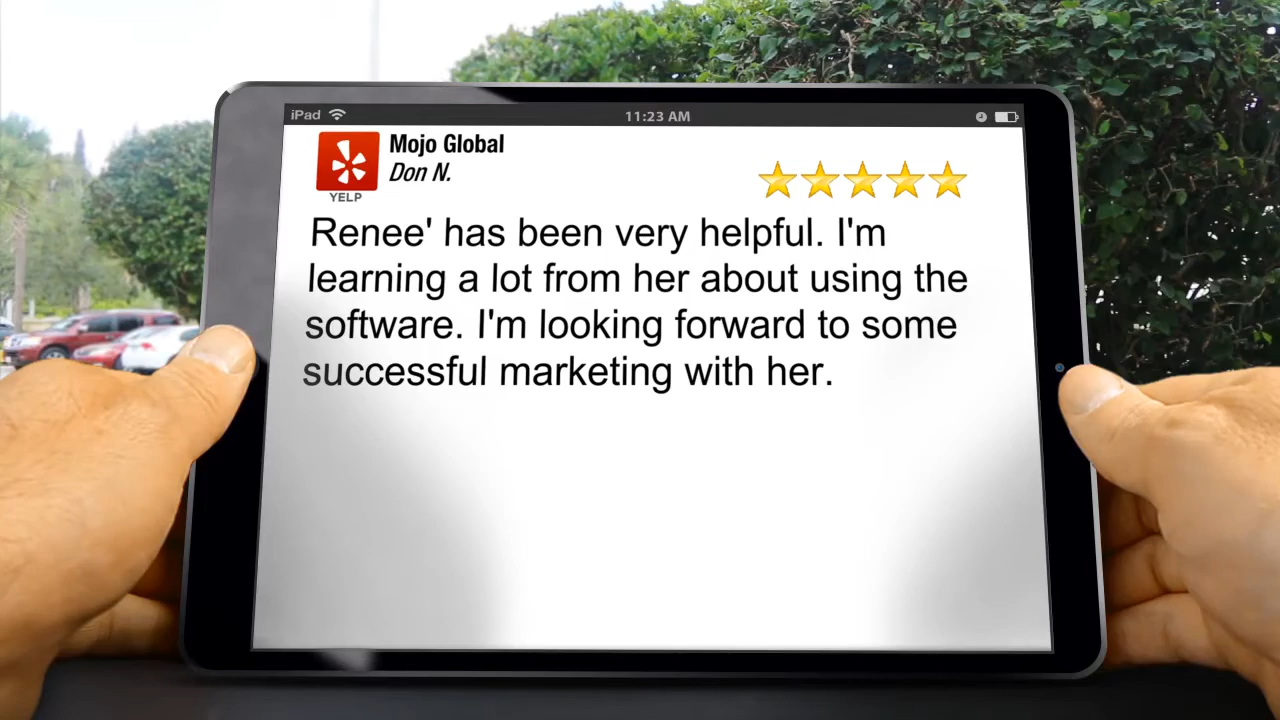 iPad 11:23 AM
Mojo Global
Don N.
YELP
Renee' has been very helpful. I'm
learning a lot from her about using the
software. I'm looking forward to some
successful marketing with her.